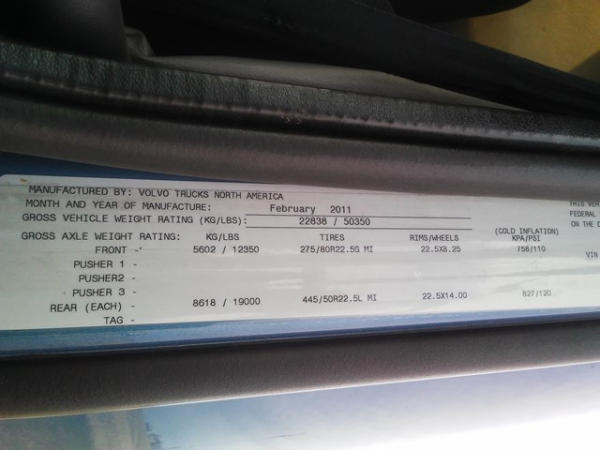 MANUFACTURED BY: VOLVO TRUCKS NORTH AMERICA
MONTH AND YEAR OF MANUFACTURE: February 2011
GROSS VEHICLE WEIGHT RATING (KG/LBS): 22838 / 50350
GROSS AXLE WEIGHT RATING: KG/LBS TIRES RIMS/WHEELS (COLD INFLATION) KPA/PSI
FRONT - 5602 / 12350 275/80R22.5G MI 22.5X8.25 758/110
PUSHER 1 -
PUSHER2 -
PUSHER 3 -
REAR (EACH) - 8618 / 19000 445/50R22.5L MI 22.5X14.00 827/120
TAG -
THIS
FEDERAL
ON THE
VIN